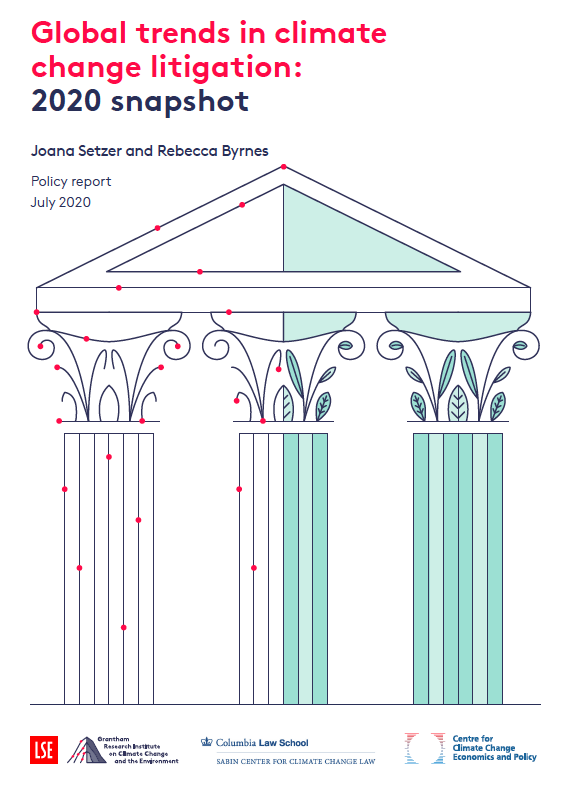 Global trends in climate
change litigation:
2020 snapshot
Joana Setzer and Rebecca Byrnes
Policy report
July 2020
LSE
Grantham
Research Institute
on Climate Change
and the Environment
Columbia Law School
SABIN CENTER FOR CLIMATE CHANGE LAW
Centre for
Climate Change
Economics and Policy